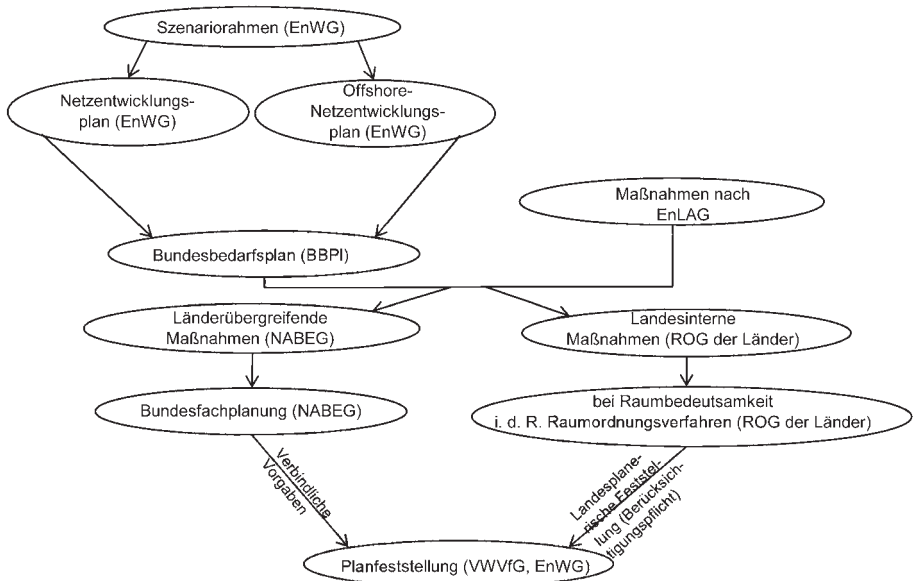 Szenariorahmen (EnWG)
Netzentwicklungs-
plan (EnWG)
Offshore-
Netzentwicklungs-
plan (EnWG)
Maßnahmen nach
EnLAG
Bundesbedarfsplan (BBPl)
Länderübergreifende
Maßnahmen (NABEG)
Landesinterne
Maßnahmen (ROG der Länder)
Bundesfachplanung (NABEG)
bei Raumbedeutsamkeit
i. d. R. Raumordnungsverfahren (ROG der Länder)
Verbindliche
Vorgaben
Landesplane-
rische Feststel-
lung (Berücksich-
tigungspflicht)
Planfeststellung (VWVfG, EnWG)